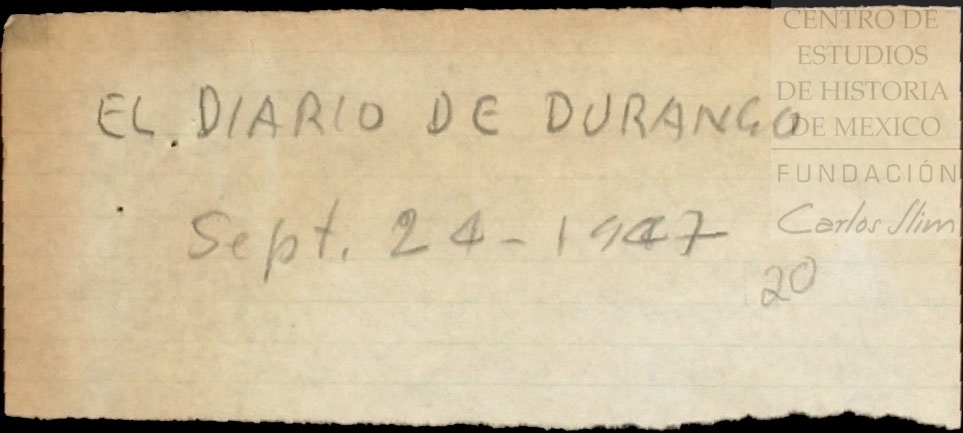 CENTRO DE
ESTUDIOS
DE HISTORIA
DE MEXICO
FUNDACIÓN
Carlos Slim
EL. DIARIO DE DURANGO
Sept. 24-1947
20